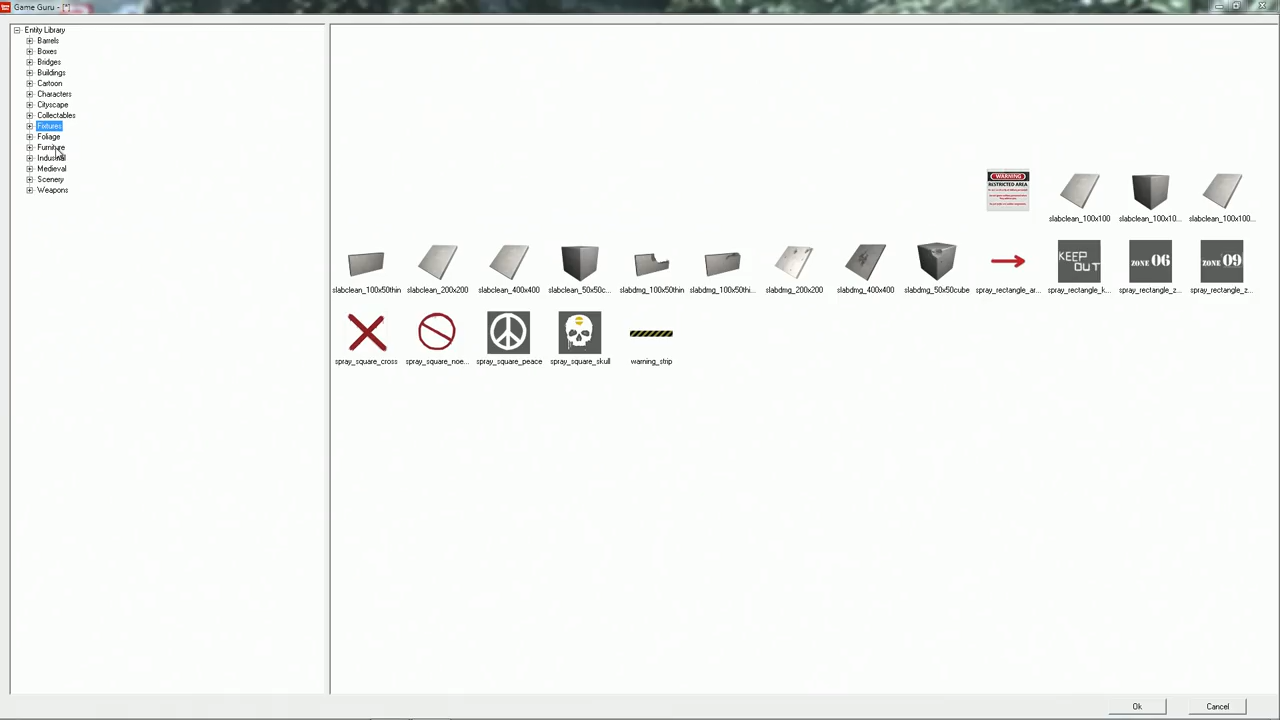 Game Guru - [*]
Entity Library
Barrels
Boxes
Bridges
Buildings
Cartoon
Characters
Cityscape
Collectables
Fixtures
Foliage
Furniture
Industrial
Medieval
Scenery
Weapons
WARNING
RESTRICTED AREA
slabclean_100x100 slabclean_100x10... slabclean_100x100...
KEEP OUT ZONE 06 ZONE 09
slabclean_100x50thin slabclean_200x200 slabclean_400x400 slabclean_50x50c... slabdmg_100x50thin slabdmg_100x50thi... slabdmg_200x200 slabdmg_400x400 slabdmg_50x50cube spray_rectangle_ar... spray_rectangle_k... spray_rectangle_z... spray_rectangle_z...
spray_square_cross spray_square_noe... spray_square_peace spray_square_skull warning_strip
Ok Cancel